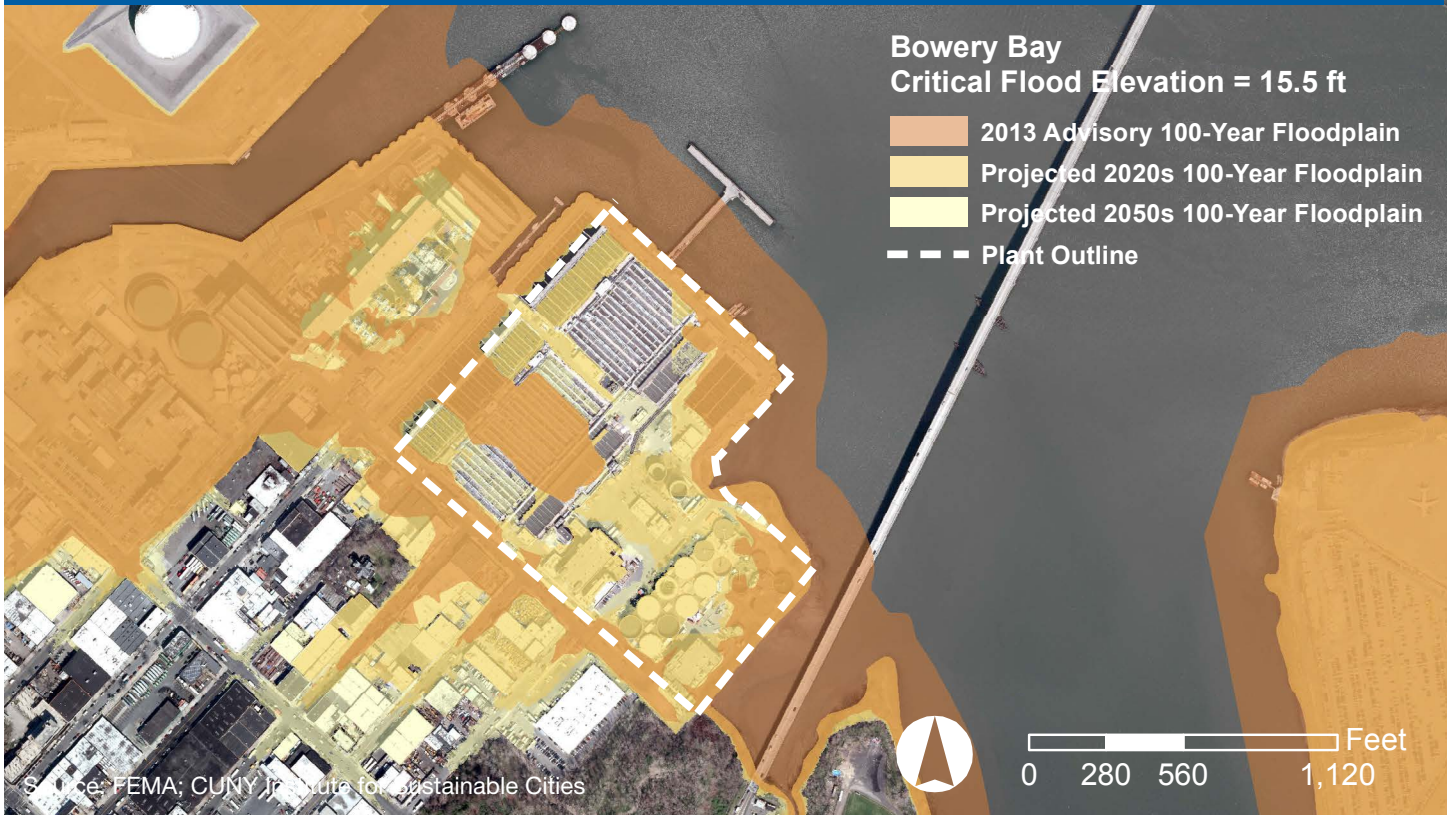 Bowery Bay
Critical Flood Elevation = 15.5 ft
2013 Advisory 100-Year Floodplain
Projected 2020s 100-Year Floodplain
Projected 2050s 100-Year Floodplain
Plant Outline
Feet
0 280 560 1,120
Source: FEMA; CUNY Institute for Sustainable Cities